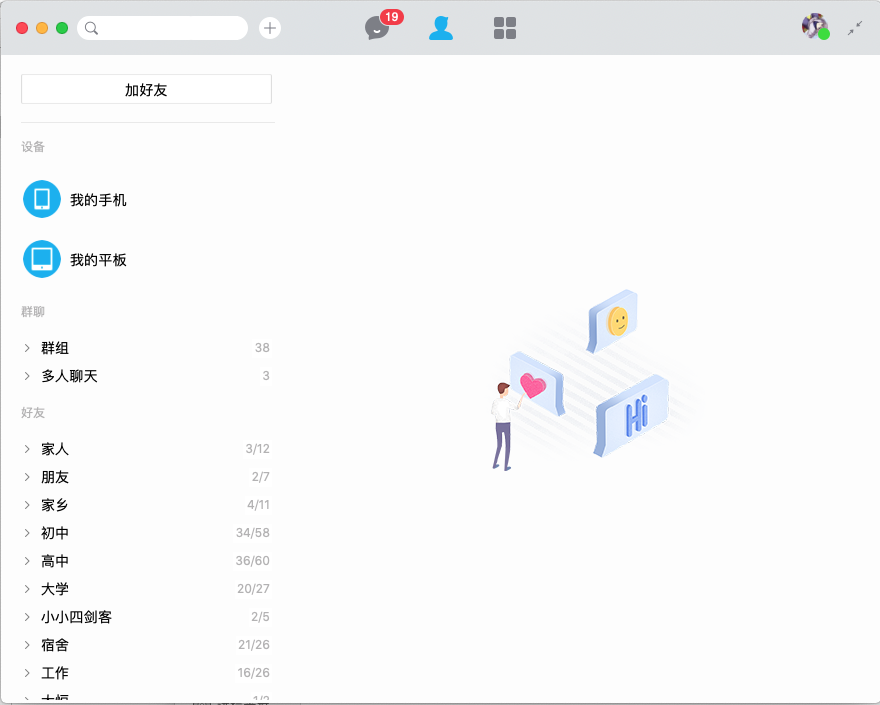 19
加好友
设备
我的手机
我的平板
群聊
群组 38
多人聊天 3
好友
家人 3/12
朋友 2/7
家乡 4/11
初中 34/58
高中 36/60
大学 20/27
小小四剑客 2/5
宿舍 21/26
工作 16/26
Hi